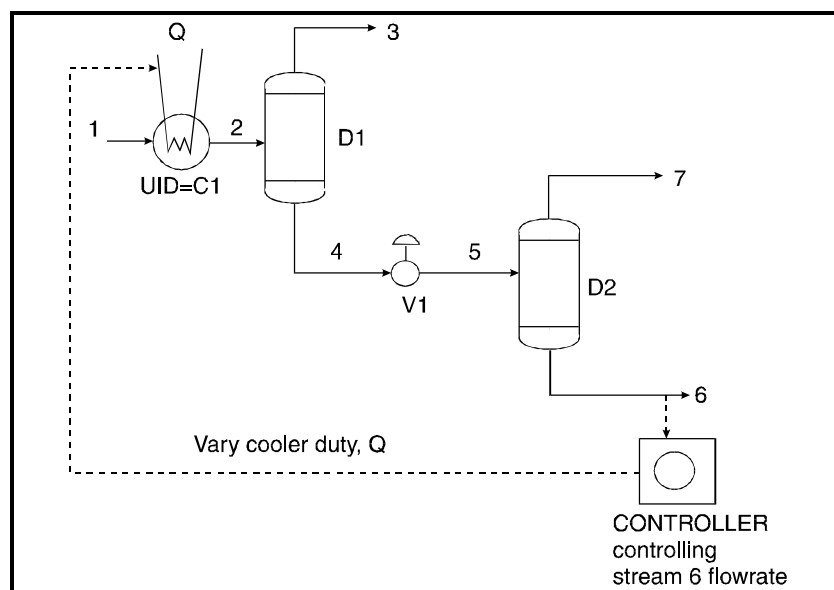 Q
3
1
2
D1
UID=C1
7
4
5
D2
V1
6
Vary cooler duty, Q
CONTROLLER
controlling
stream 6 flowrate